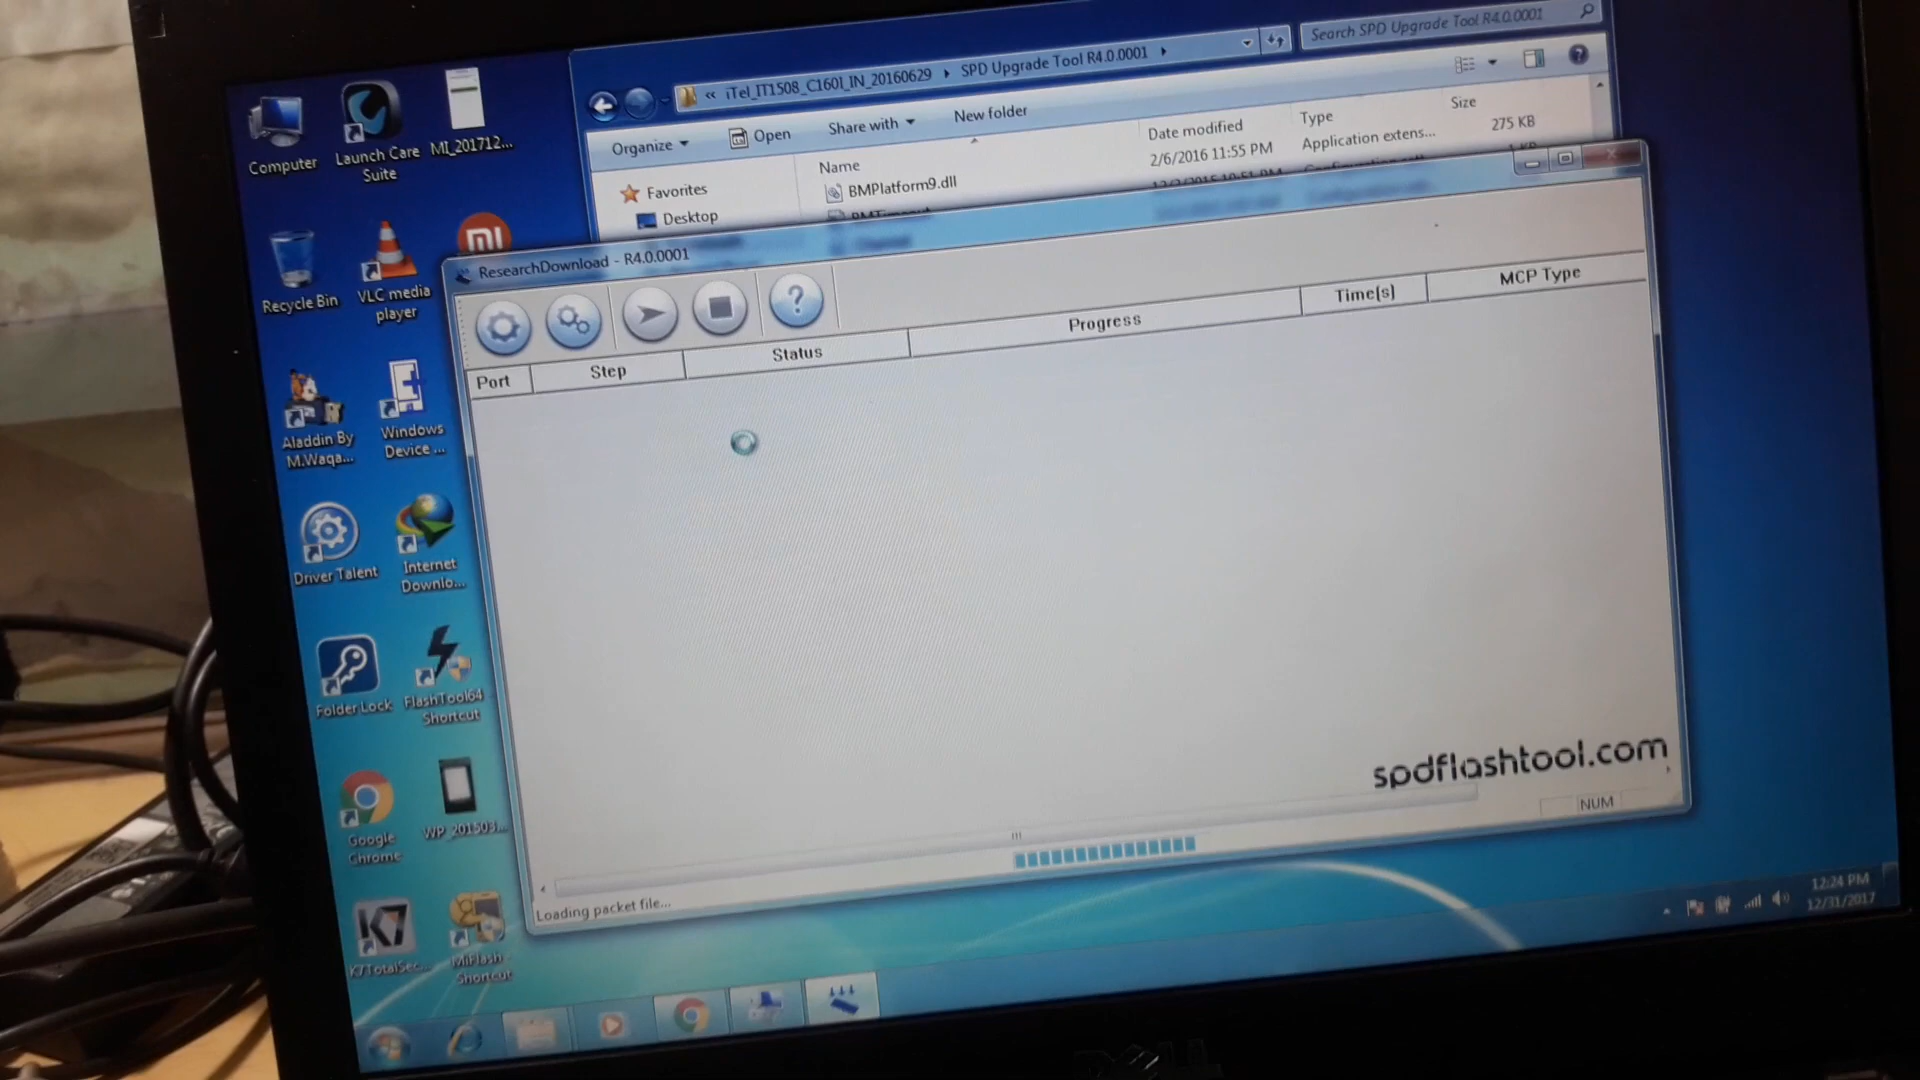 « iTel_IT1508_C160I_IN_20160629 ▸ SPD Upgrade Tool R4.0.0001 ▸
Search SPD Upgrade Tool R4.0.0001
Organize
Open
Share with
New folder
Name
Date modified
Type
Size
Favorites
Desktop
BMPlatform9.dll
2/6/2016 11:55 PM
Application extens...
275 KB
ResearchDownload - R4.0.0001
Port
Step
Status
Progress
Time(s)
MCP Type
spdflashtool.com
NUM
Loading packet file...
Computer
Launch Care
Suite
MI_201712...
Recycle Bin
VLC media
player
Aladdin By
M.Waqa...
Windows
Device ...
Driver Talent
Internet
Downlo...
Folder Lock
FlashTool64
Shortcut
Google
Chrome
WP_201503...
K7TotalSec...
MiFlash -
Shortcut
12:24 PM
12/31/2017
DELL